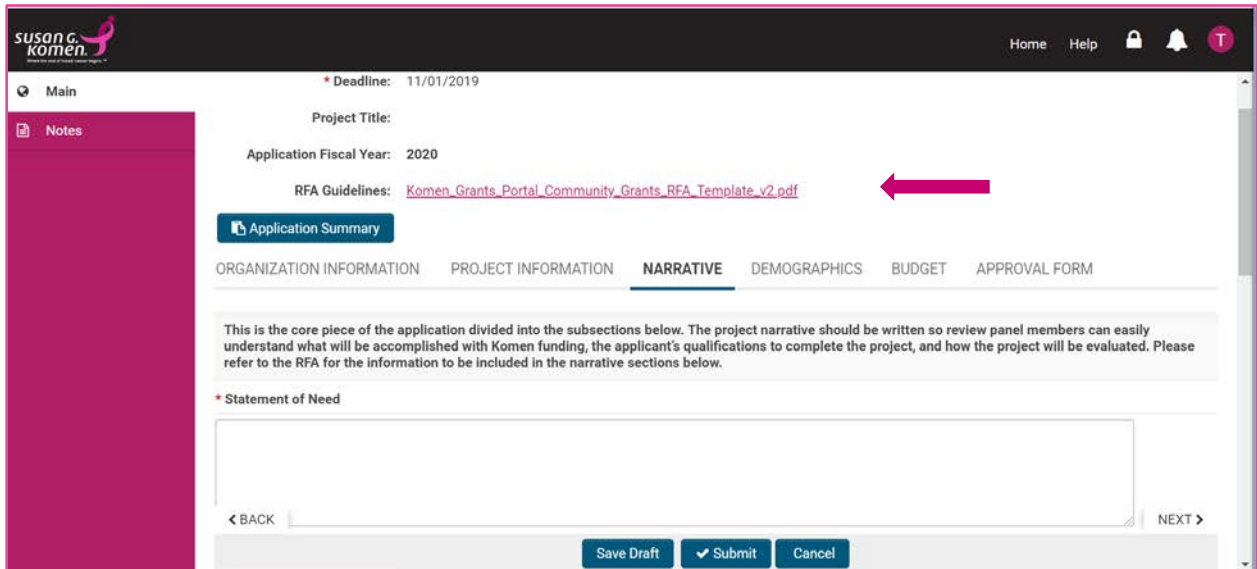 susan g.
komen.
Home Help T
Main
Notes
* Deadline: 11/01/2019
Project Title:
Application Fiscal Year: 2020
RFA Guidelines: Komen_Grants_Portal_Community_Grants_RFA_Template_v2.pdf
Application Summary
ORGANIZATION INFORMATION PROJECT INFORMATION NARRATIVE DEMOGRAPHICS BUDGET APPROVAL FORM
This is the core piece of the application divided into the subsections below. The project narrative should be written so review panel members can easily
understand what will be accomplished with Komen funding, the applicant's qualifications to complete the project, and how the project will be evaluated. Please
refer to the RFA for the information to be included in the narrative sections below.
* Statement of Need
< BACK NEXT >
Save Draft Submit Cancel